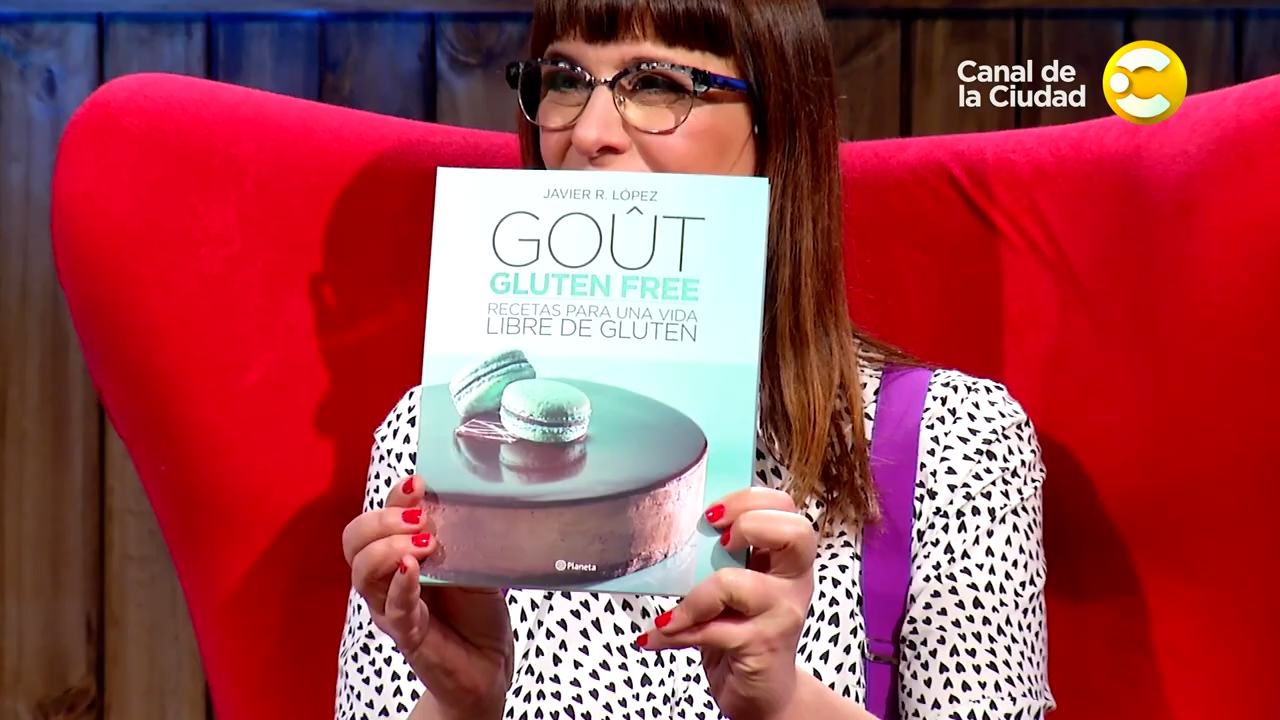 Canal de
la Ciudad
JAVIER R. LÓPEZ
GOÛT
GLUTEN FREE
RECETAS PARA UNA VIDA
LIBRE DE GLUTEN
Planeta